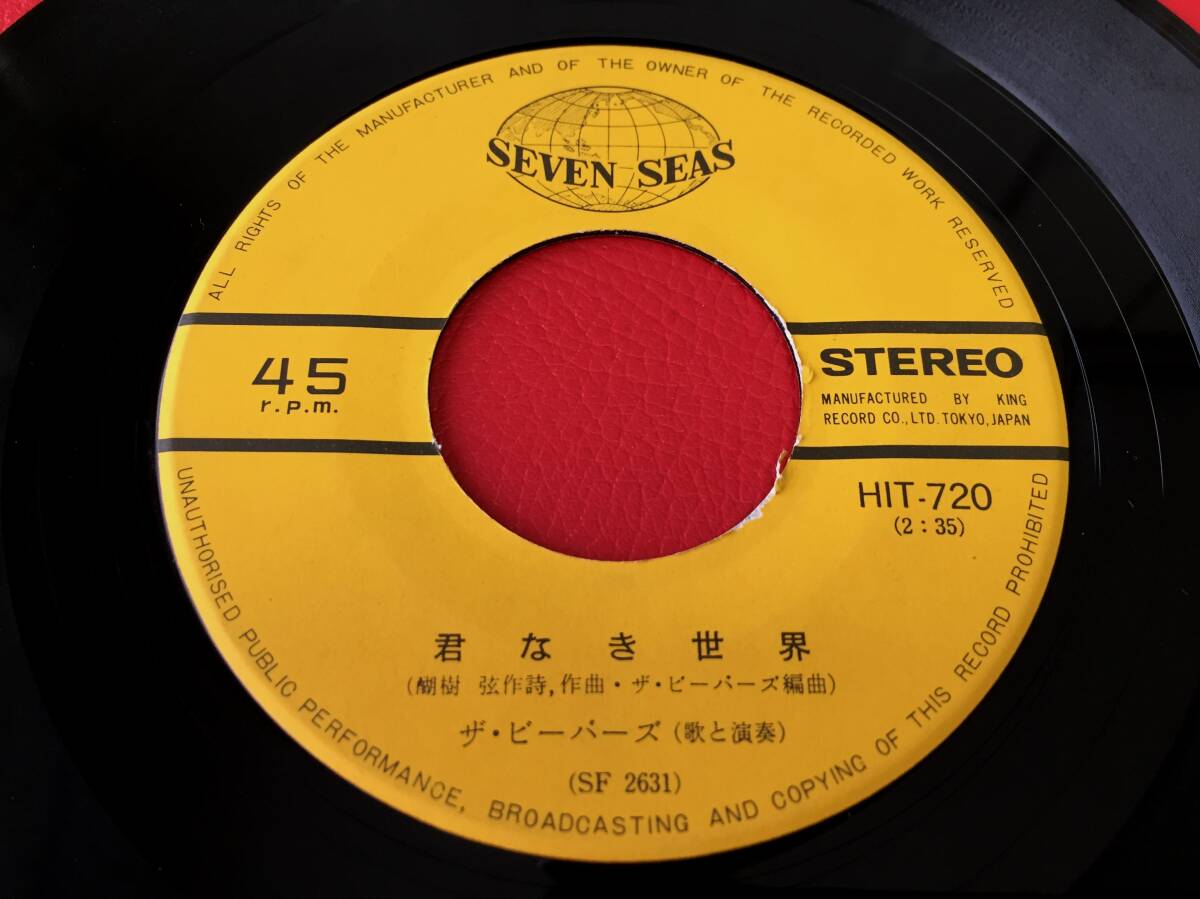 ALL RIGHTS OF THE MANUFACTURER AND OF THE OWNER OF THE RECORDED WORK RESERVED
SEVEN SEAS
45
r.p.m.
STEREO
MANUFACTURED BY KING
RECORD CO., LTD. TOKYO, JAPAN
HIT-720
(2:35)
君なき世界
(醐樹 弦作詩,作曲・ザ・ビーバーズ編曲)
ザ・ビーバーズ(歌と演奏)
(SF 2631)
UNAUTHORISED PUBLIC PERFORMANCE, BROADCASTING AND COPYING OF THIS RECORD PROHIBITED